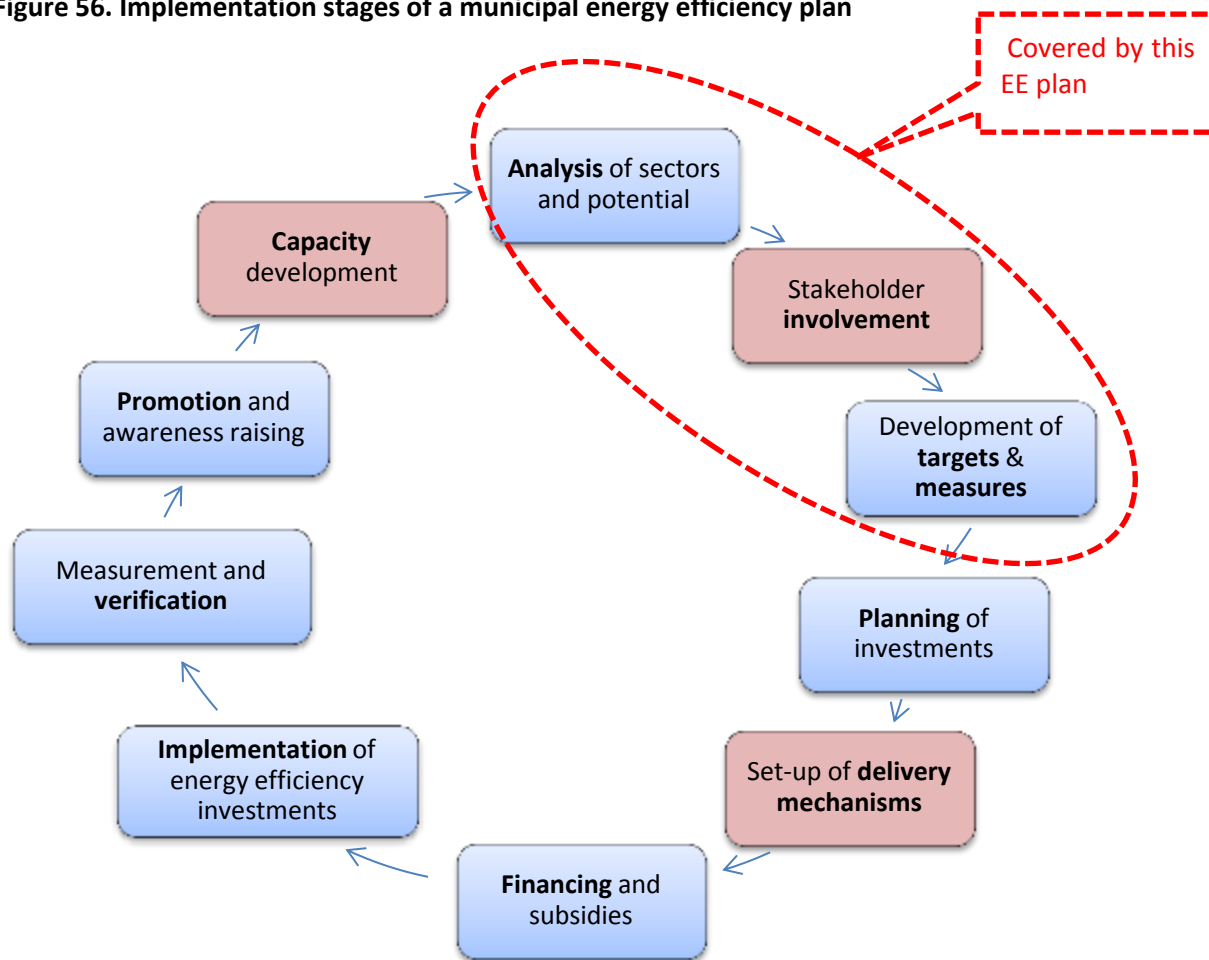 Figure 56. Implementation stages of a municipal energy efficiency plan
Covered by this
EE plan
Analysis of sectors
and potential
Stakeholder
involvement
Development of
targets &
measures
Planning of
investments
Set-up of delivery
mechanisms
Financing and
subsidies
Implementation of
energy efficiency
investments
Measurement and
verification
Promotion and
awareness raising
Capacity
development